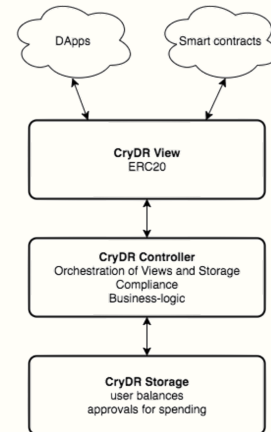 DApps
Smart contracts
CryDR View
ERC20
CryDR Controller
Orchestration of Views and Storage
Compliance
Business-logic
CryDR Storage
user balances
approvals for spending